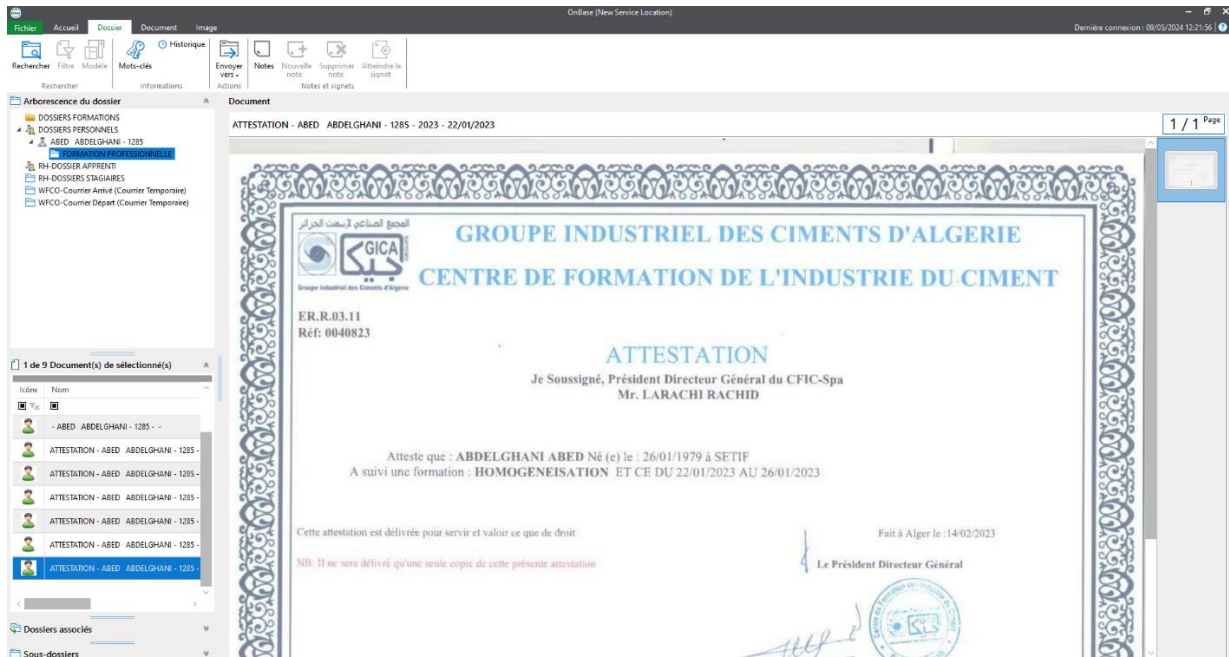 OnBase (New Service Location)
Fichier Accueil Dossier Document Image
Dernière connexion : 09/05/2024 12:21:56
Rechercher Filtre Modèle Mots-clés Historique Envoyer vers Notes Nouvelle note Supprimer note Atteindre le signet
Rechercher Informations Actions Notes et signets
Arborescence du dossier
DOSSIERS FORMATIONS
DOSSIERS PERSONNELS
ABED ABDELGHANI - 1285
FORMATION PROFESSIONNELLE
RH-DOSSIER APPRENTI
RH-DOSSIERS STAGIAIRES
WFCO-Courrier Arrivé (Courrier Temporaire)
WFCO-Courrier Départ (Courrier Temporaire)
1 de 9 Document(s) de sélectionné(s)
Icône Nom
- ABED ABDELGHANI - 1285 - -
ATTESTATION - ABED ABDELGHANI - 1285 -
ATTESTATION - ABED ABDELGHANI - 1285 -
ATTESTATION - ABED ABDELGHANI - 1285 -
ATTESTATION - ABED ABDELGHANI - 1285 -
ATTESTATION - ABED ABDELGHANI - 1285 -
ATTESTATION - ABED ABDELGHANI - 1285 -
Dossiers associés
Sous-dossiers
Document
ATTESTATION - ABED ABDELGHANI - 1285 - 2023 - 22/01/2023
1 / 1 Page
1
المجمع الصناعي لإسمنت الجزائر
GICA
جيكا
Groupe Industriel des Ciments d'Algérie
GROUPE INDUSTRIEL DES CIMENTS D'ALGERIE
CENTRE DE FORMATION DE L'INDUSTRIE DU CIMENT
ER.R.03.11
Réf: 0040823
ATTESTATION
Je Soussigné, Président Directeur Général du CFIC-Spa
Mr. LARACHI RACHID
Atteste que : ABDELGHANI ABED Né (e) le : 26/01/1979 à SETIF
A suivi une formation : HOMOGENEISATION ET CE DU 22/01/2023 AU 26/01/2023
Cette attestation est délivrée pour servir et valoir ce que de droit
Fait à Alger le :14/02/2023
NB: Il ne sera délivré qu'une seule copie de cette présente attestation
Le Président Directeur Général